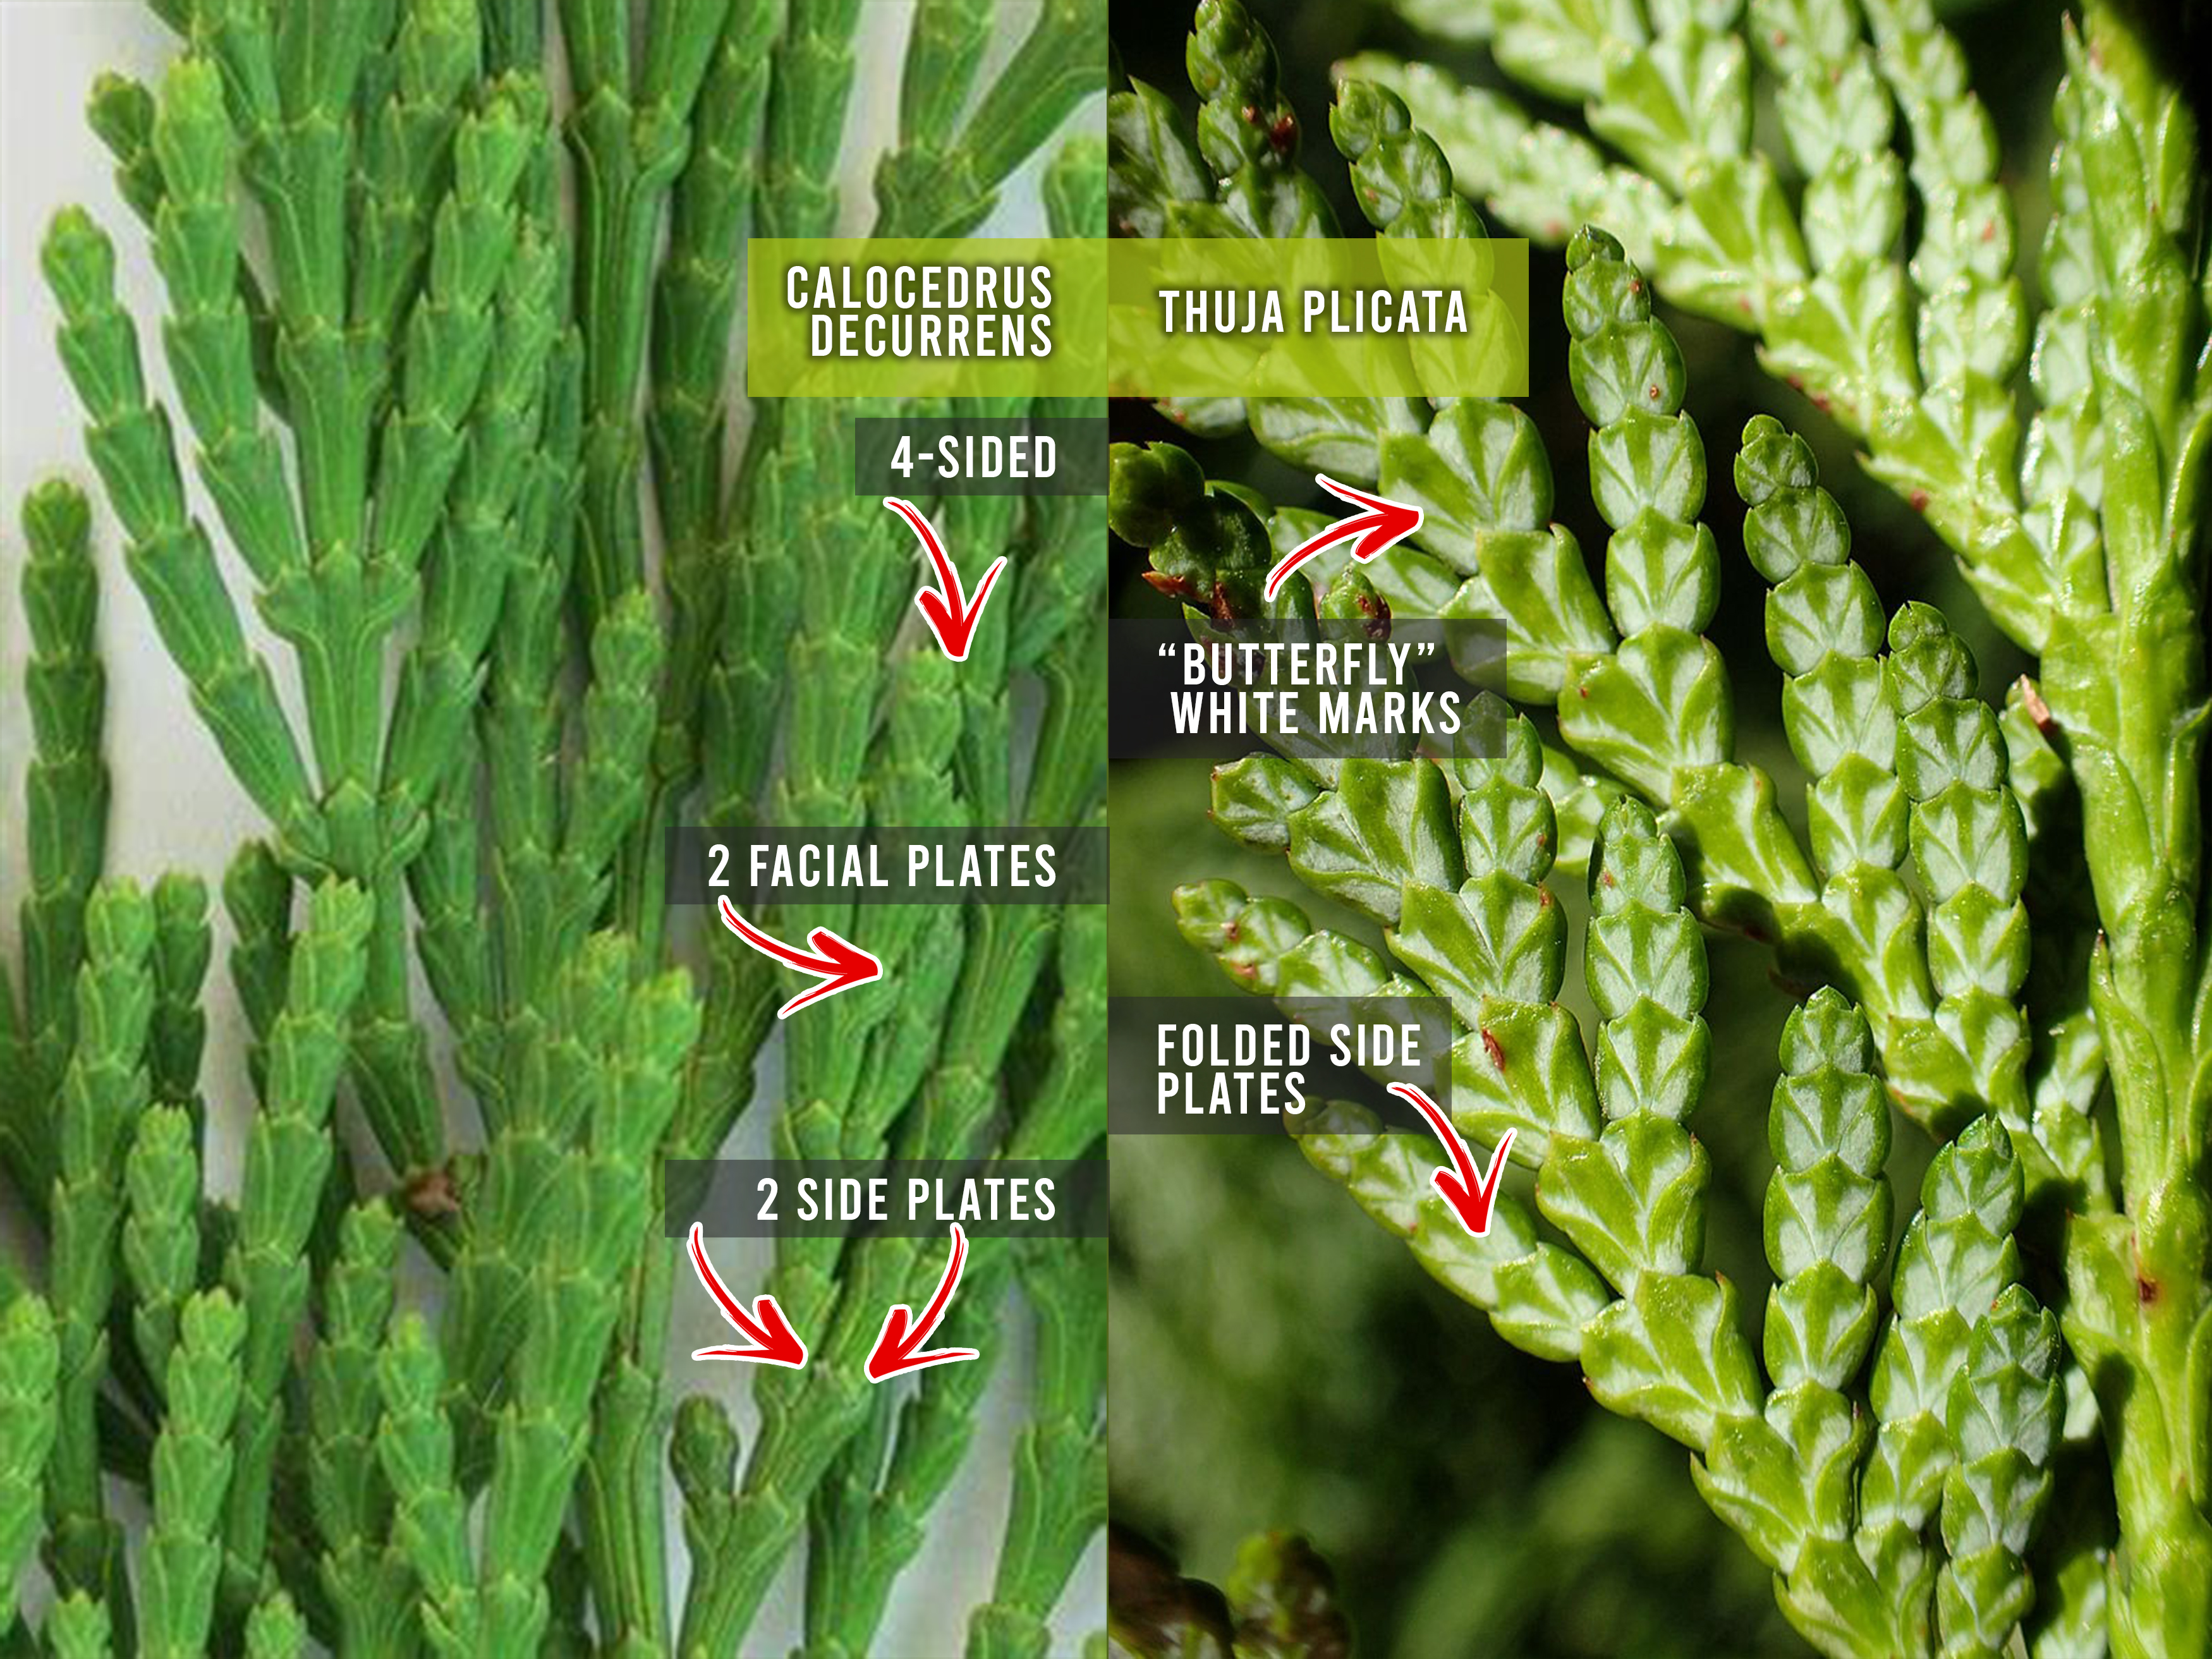 CALOCEDRUS
DECURRENS
4-SIDED
2 FACIAL PLATES
2 SIDE PLATES
THUJA PLICATA
“BUTTERFLY”
WHITE MARKS
FOLDED SIDE
PLATES